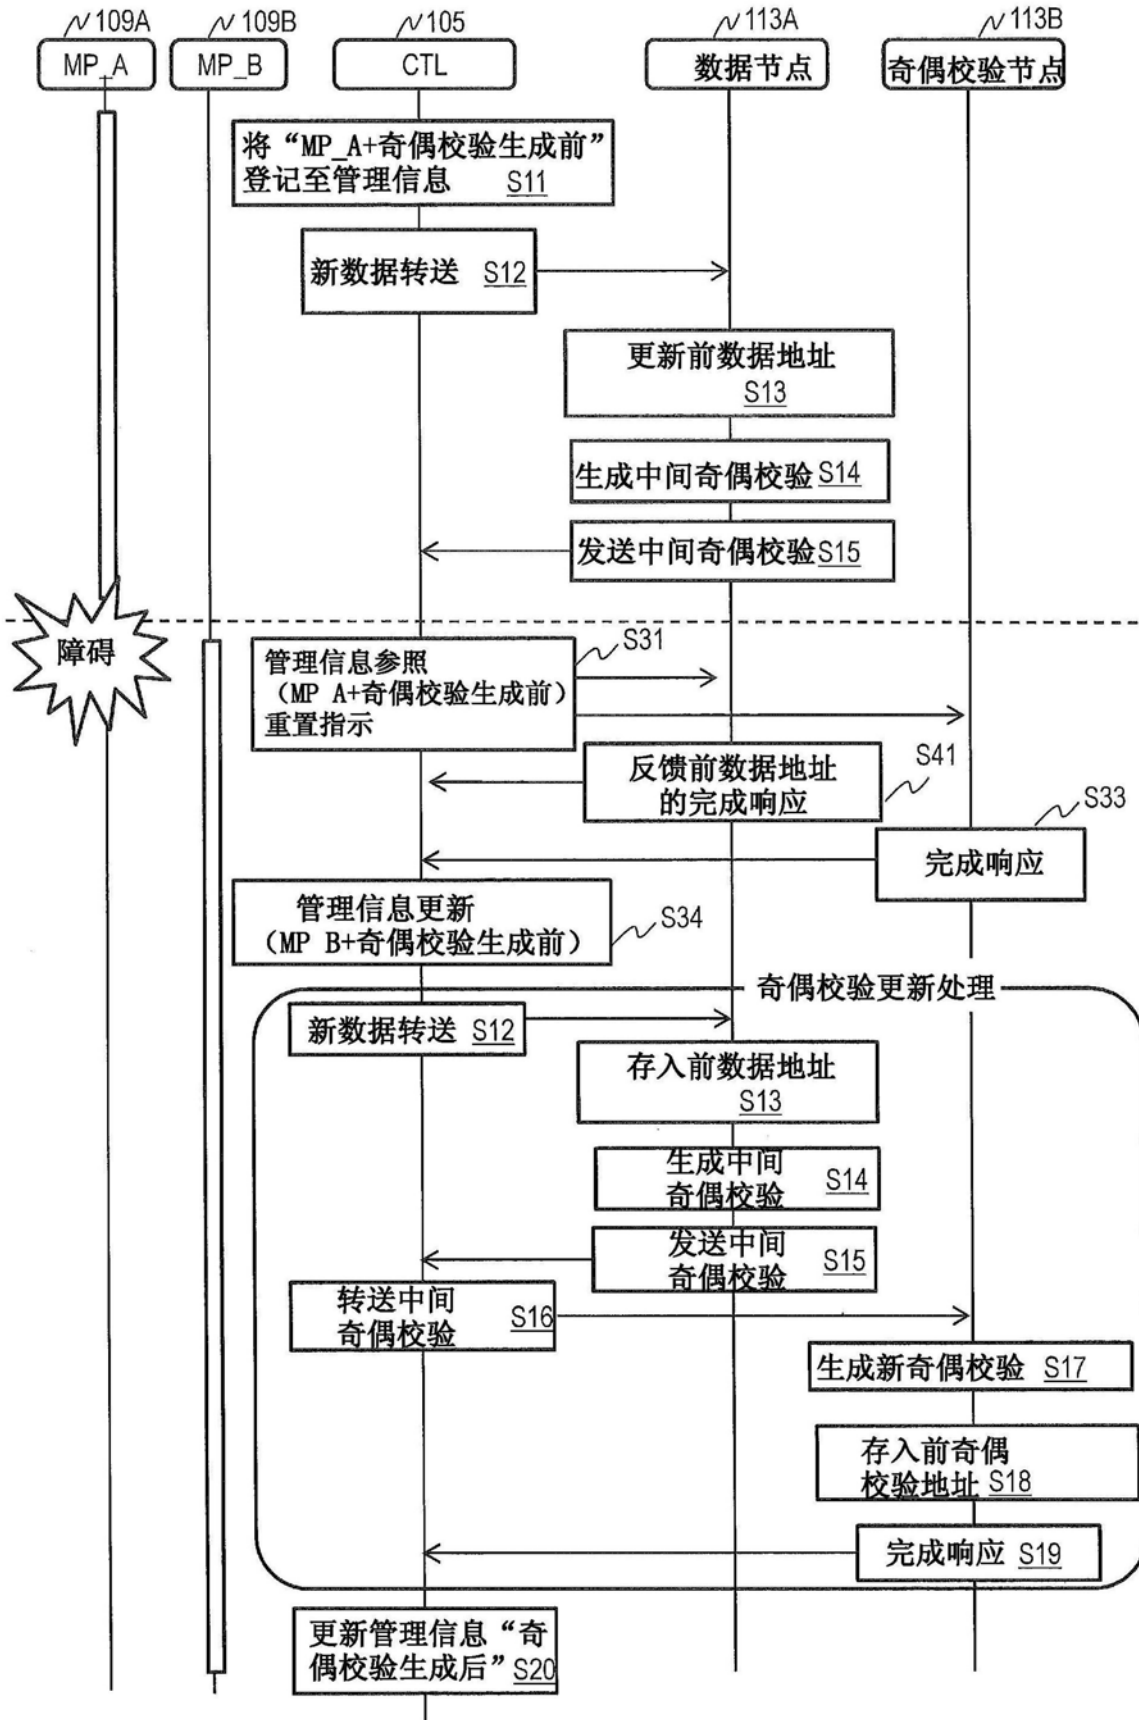 109A
109B
105
113A
113B
MP_A
MP_B
CTL
数据节点
奇偶校验节点
将“MP_A+奇偶校验生成前”
登记至管理信息 S11
新数据转送 S12
更新前数据地址
S13
生成中间奇偶校验 S14
发送中间奇偶校验 S15
障碍
S31
管理信息参照
（MP A+奇偶校验生成前）
重置指示
反馈前数据地址
的完成响应
S41
S33
完成响应
管理信息更新
（MP B+奇偶校验生成前）
S34
奇偶校验更新处理
新数据转送 S12
存入前数据地址
S13
生成中间
奇偶校验 S14
发送中间
奇偶校验 S15
转送中间
奇偶校验 S16
生成新奇偶校验 S17
存入前奇偶
校验地址 S18
完成响应 S19
更新管理信息“奇
偶校验生成后” S20